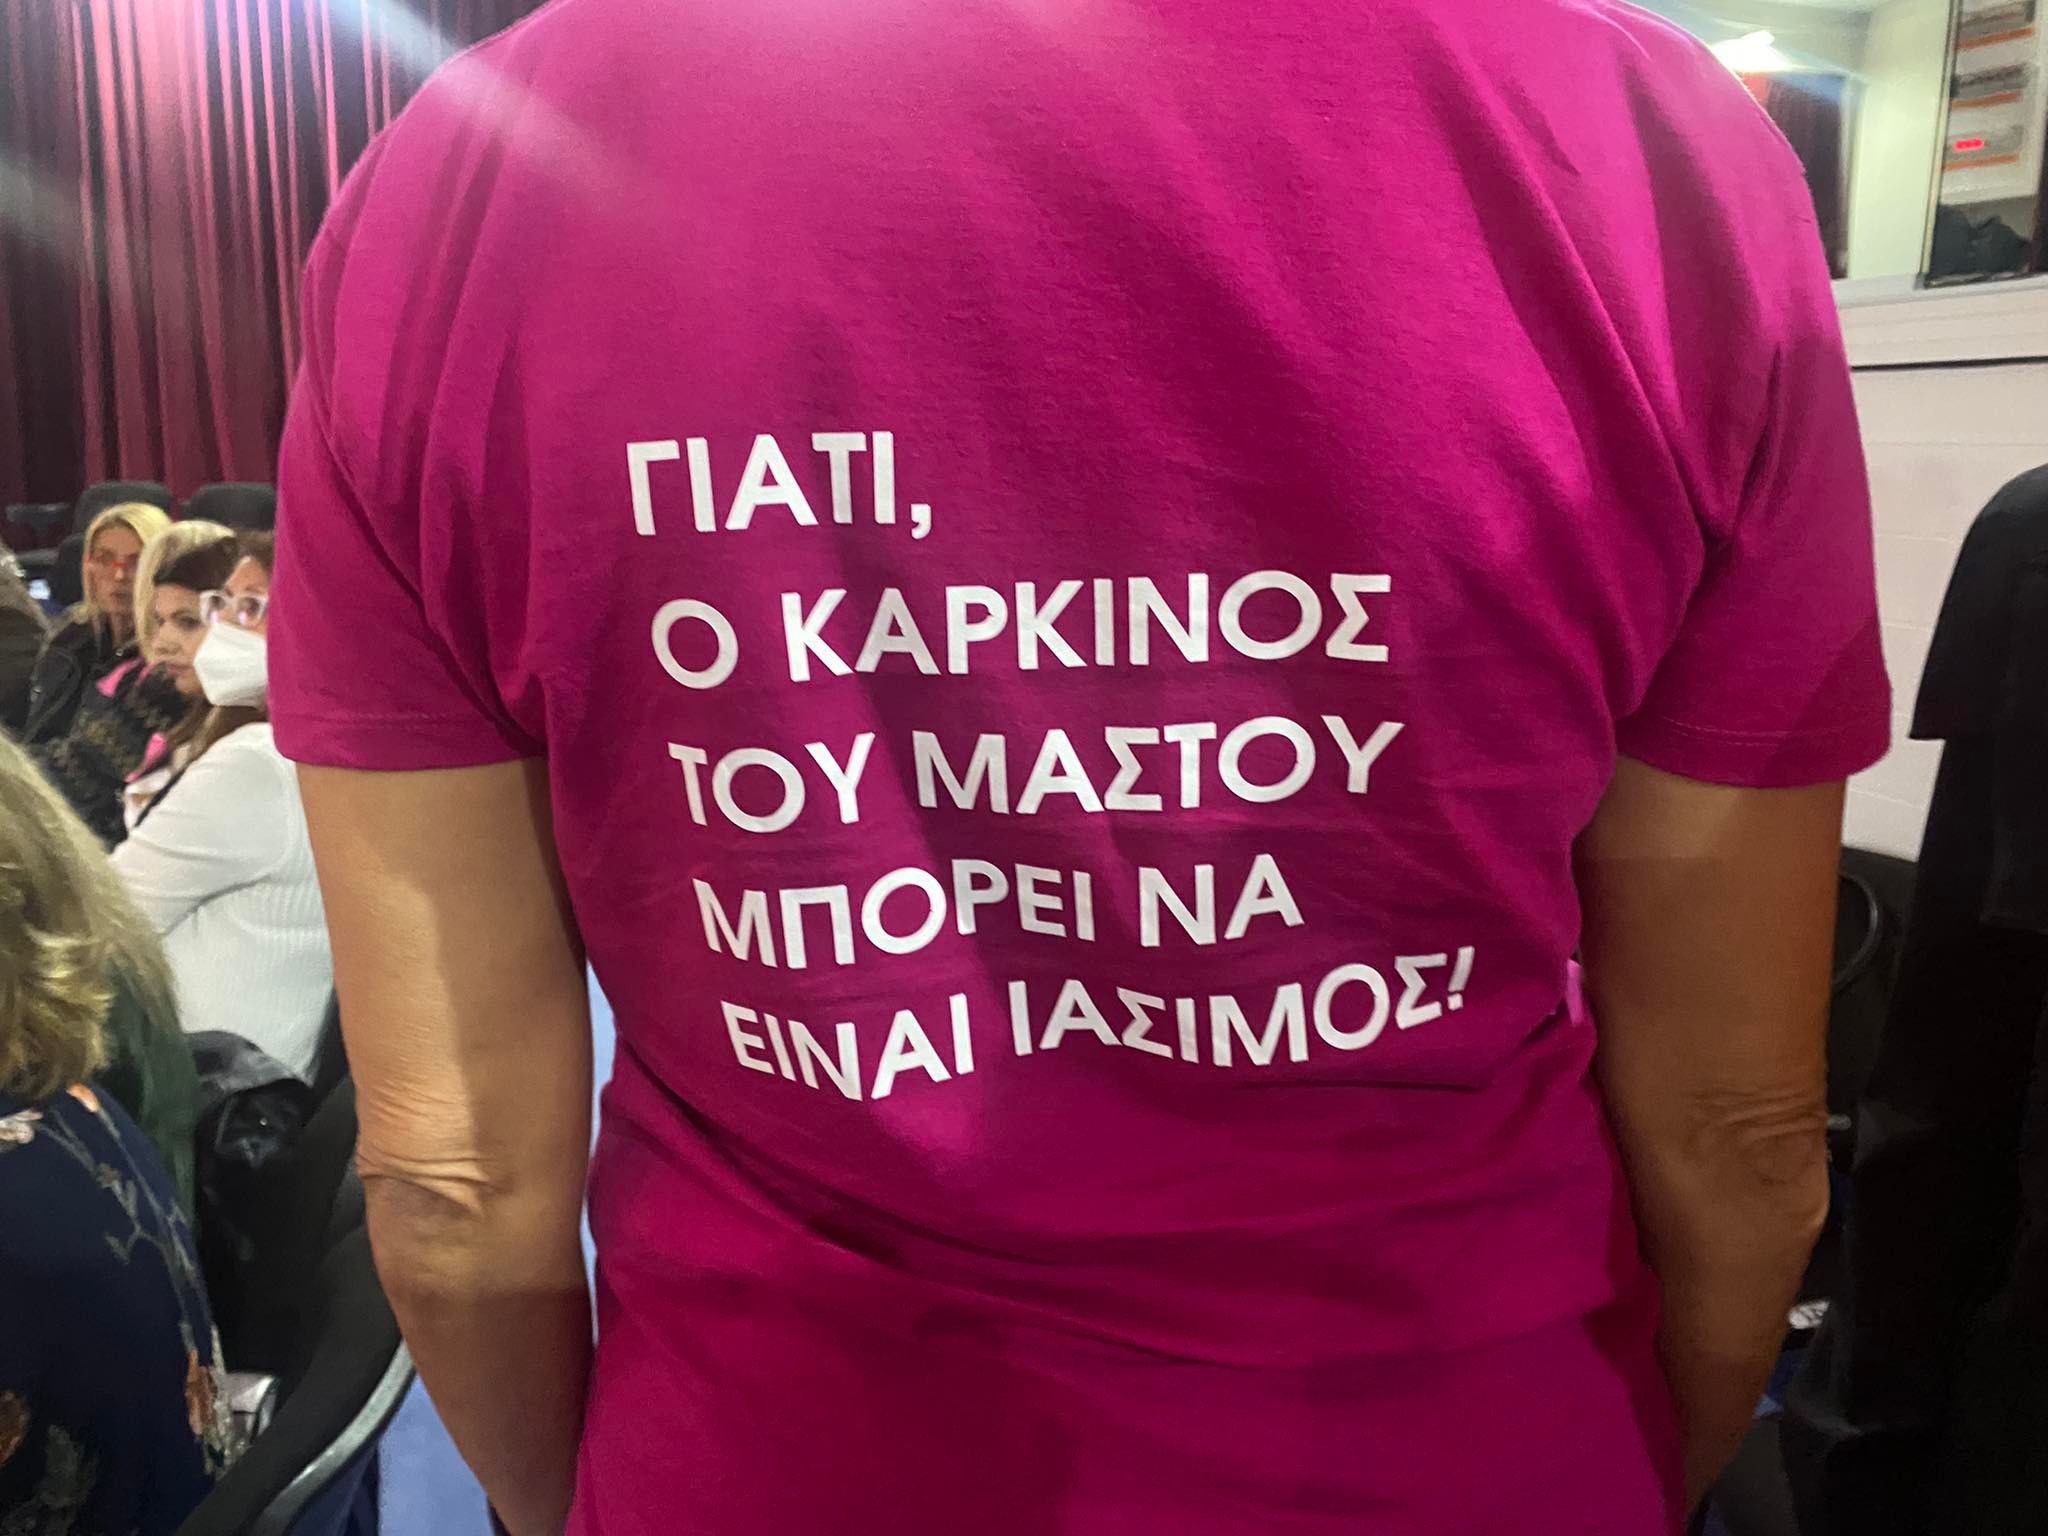 ΓΙΑΤΙ,
Ο ΚΑΡΚΙΝΟΣ
ΤΟΥ ΜΑΣΤΟΥ
ΜΠΟΡΕΙ ΝΑ
ΕΙΝΑΙ ΙΑΣΙΜΟΣ!